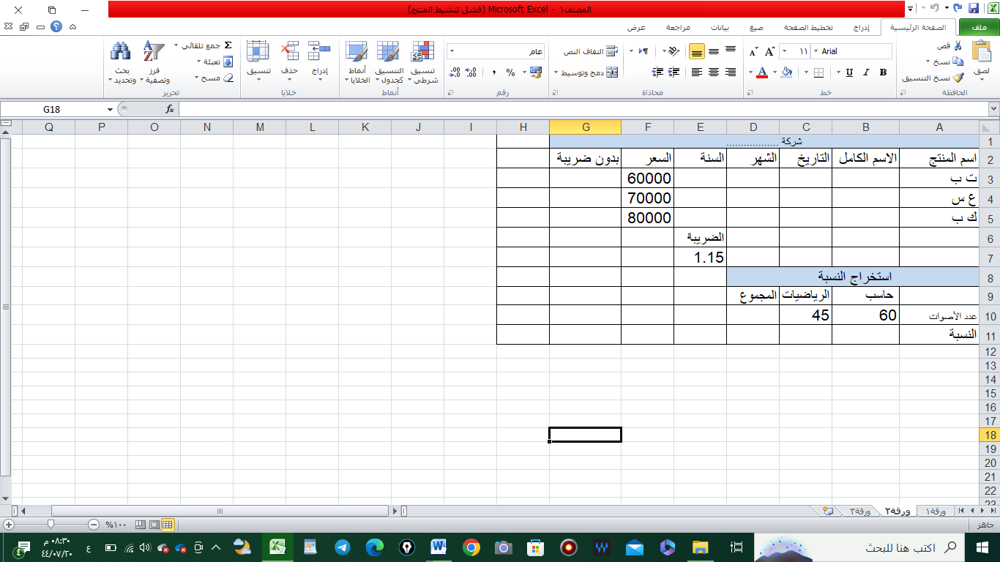 المصنف١ - Microsoft Excel (فشل تنشيط المنتج)
ملف الصفحة الرئيسية إدراج تخطيط الصفحة صيغ بيانات مراجعة عرض
لصق قص نسخ نسخ التنسيق الحافظة
Arial ١١ B I U خط
التفاف النص دمج وتوسيط محاذاة
عام % رقم
تنسيق شرطي التنسيق كجدول أنماط الخلايا أنماط
إدراج حذف تنسيق خلايا
جمع تلقائي تعبئة مسح فرز وتصفية بحث وتحديد تحرير
G18 fx
A B C D E F G H I J K L M N O P Q
1 شركة ..................
2 اسم المنتج الاسم الكامل التاريخ الشهر السنة السعر بدون ضريبة
3 ت ب 60000
4 ع س 70000
5 ك ب 80000
6 الضريبة
7 1.15
8 استخراج النسبة
9 حاسب الرياضيات المجموع
10 عدد الأصوات 60 45
11 النسبة
12
13
14
15
16
17
18
19
20
21
22
23
ورقة١ ورقة٢ ورقة٣
جاهز ١٠٠%
اكتب هنا للبحث
ع
٠٨:٣٠ م
٤٤/٠٧/٢٠
٤